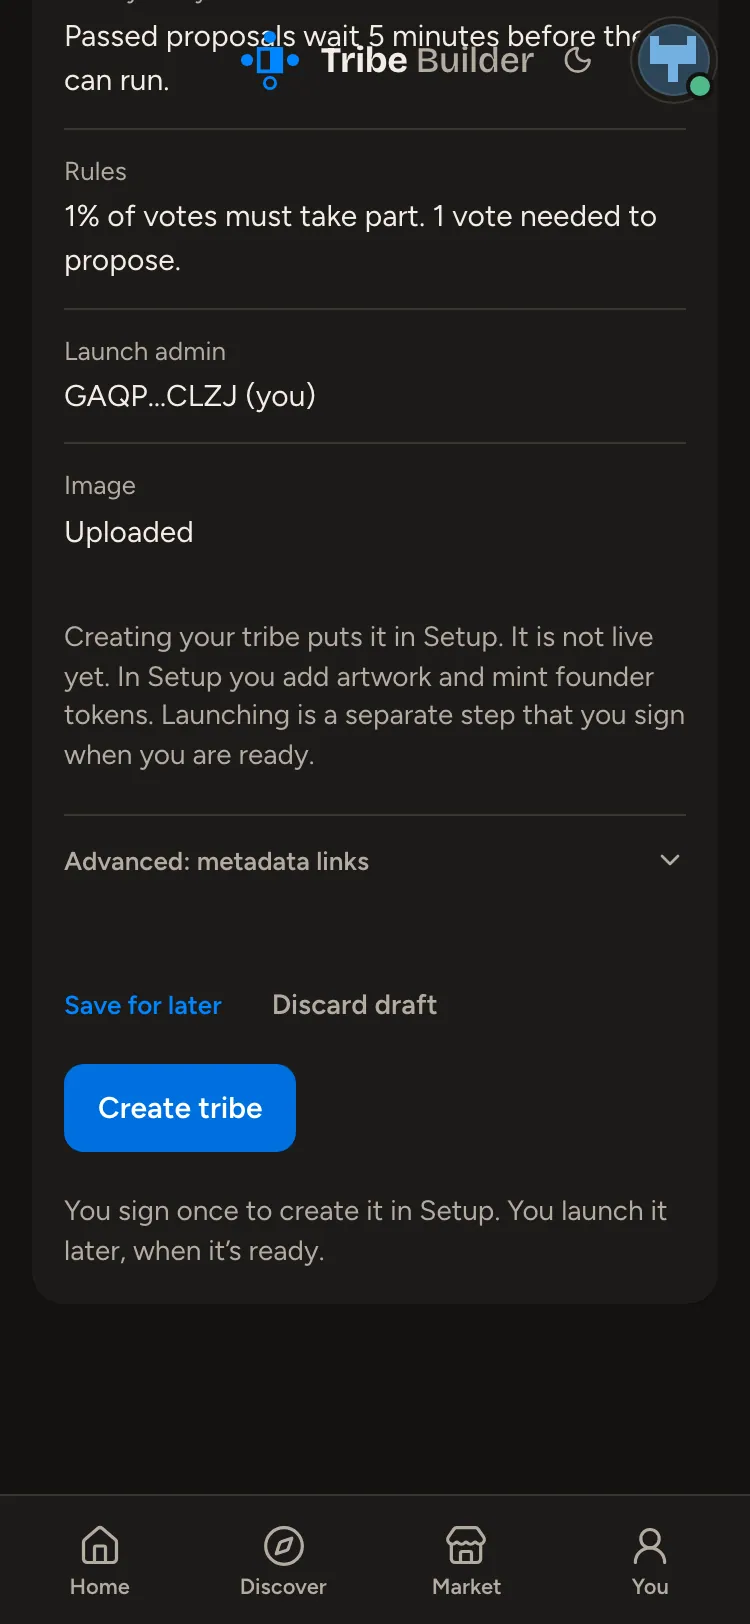 Tribe Builder
Passed proposals wait 5 minutes before
can run.
Rules
1% of votes must take part. 1 vote needed to
propose.
Launch admin
GAQP...CLZJ (you)
Image
Uploaded
Creating your tribe puts it in Setup. It is not live
yet. In Setup you add artwork and mint founder
tokens. Launching is a separate step that you sign
when you are ready.
Advanced: metadata links
Save for later
Discard draft
Create tribe
You sign once to create it in Setup. You launch it
later, when it’s ready.
Home
Discover
Market
You